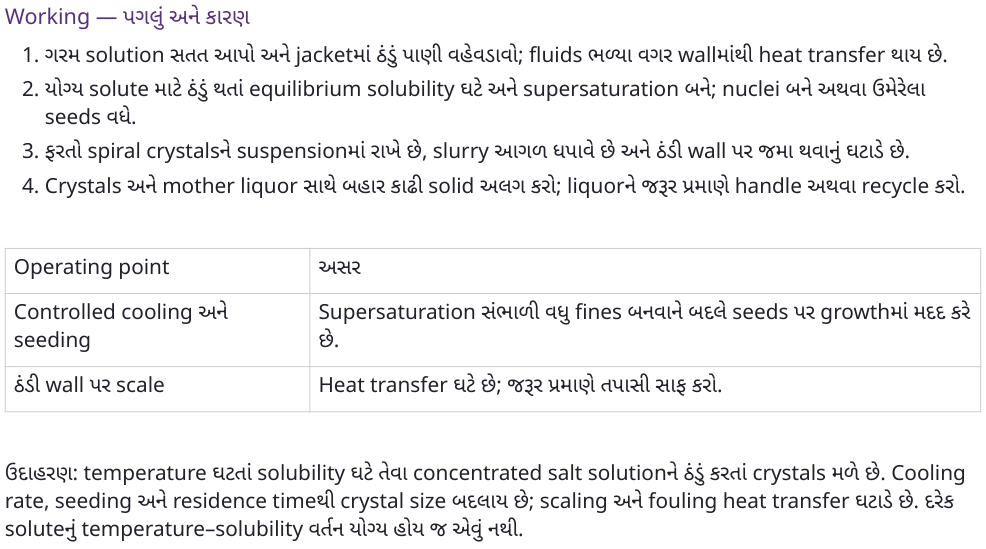 Working — પગલું અને કારણ
1. ગરમ solution સતત આપો અને jacketમાં ઠંડું પાણી વહેવડાવો; fluids ભળ્યા વગર wallમાંથી heat transfer થાય છે.
2. યોગ્ય solute માટે ઠંડું થતાં equilibrium solubility ઘટે અને supersaturation બને; nuclei બને અથવા ઉમેરેલા
seeds વધે.
3. ફરતો spiral crystalsને suspensionમાં રાખે છે, slurry આગળ ધપાવે છે અને ઠંડી wall પર જમા થવાનું ઘટાડે છે.
4. Crystals અને mother liquor સાથે બહાર કાઢી solid અલગ કરો; liquorને જરૂર પ્રમાણે handle અથવા recycle કરો.
Operating point
અસર
Controlled cooling અને
seeding
Supersaturation સંભાળી વધુ fines બનવાને બદલે seeds પર growthમાં મદદ કરે
છે.
ઠંડી wall પર scale
Heat transfer ઘટે છે; જરૂર પ્રમાણે તપાસી સાફ કરો.
ઉદાહરણ: temperature ઘટતાં solubility ઘટે તેવા concentrated salt solutionને ઠંડું કરતાં crystals મળે છે. Cooling
rate, seeding અને residence timeથી crystal size બદલાય છે; scaling અને fouling heat transfer ઘટાડે છે. દરેક
soluteનું temperature–solubility વર્તન યોગ્ય હોય જ એવું નથી.